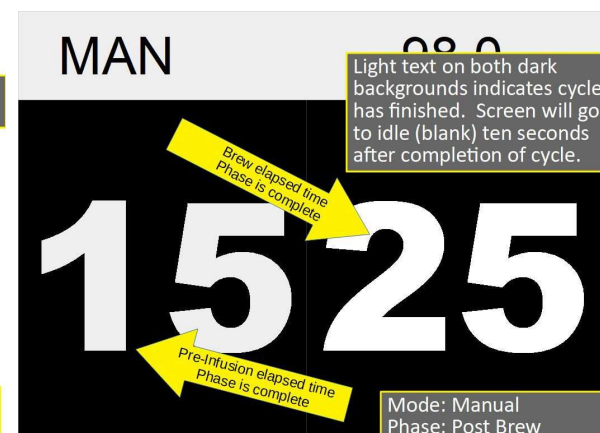 MAN
98.0
Light text on both dark
backgrounds indicates cycle
has finished. Screen will go
to idle (blank) ten seconds
after completion of cycle.
Brew elapsed time
Phase is complete
15
25
Pre-Infusion elapsed time
Phase is complete
Mode: Manual
Phase: Post Brew